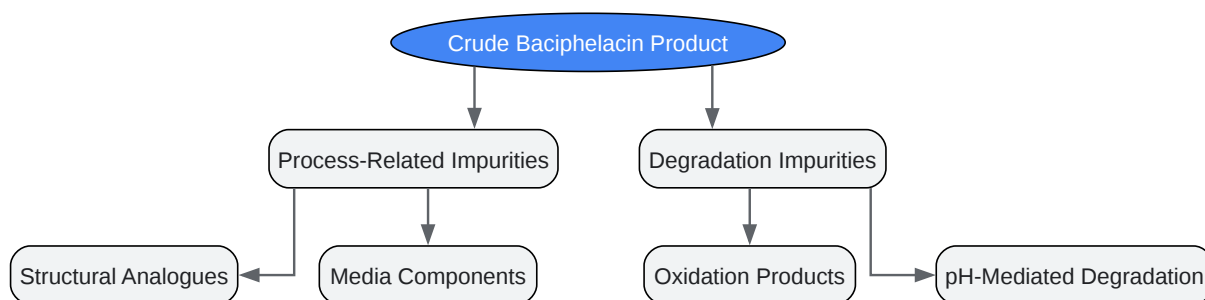 Crude Baciphelacin Product
Process-Related Impurities
Degradation Impurities
Structural Analogues
Media Components
Oxidation Products
pH-Mediated Degradation